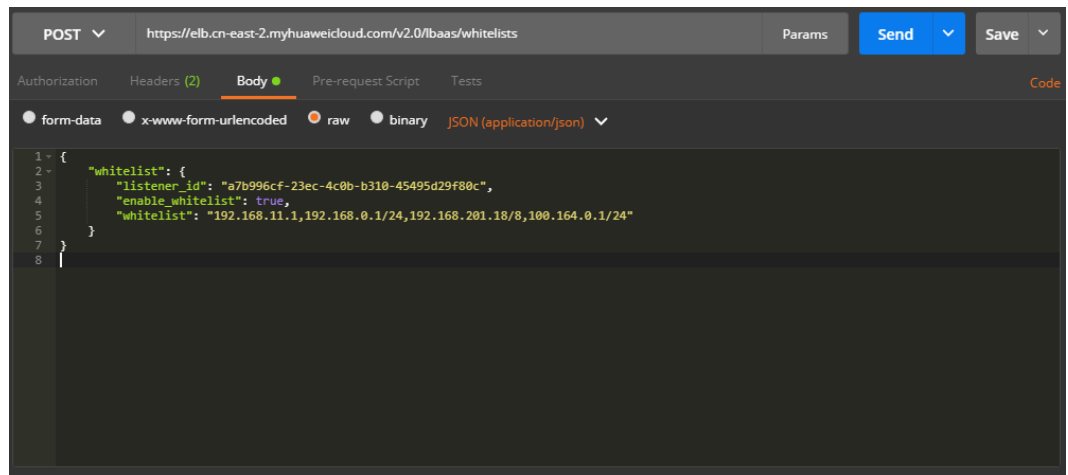 POST https://elb.cn-east-2.myhuaweicloud.com/v2.0/lbaas/whitelists Params Send Save
Authorization Headers (2) Body Pre-request Script Tests Code
form-data x-www-form-urlencoded raw binary JSON (application/json)
1 {
2 "whitelist": {
3 "listener_id": "a7b996cf-23ec-4c0b-b310-45495d29f80c",
4 "enable_whitelist": true,
5 "whitelist": "192.168.11.1,192.168.0.1/24,192.168.201.18/8,100.164.0.1/24"
6 }
7 }
8